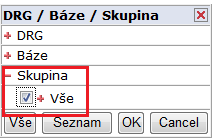 DRG / Báze / Skupina
DRG
Báze
Skupina
Vše
Vše Seznam OK Cancel